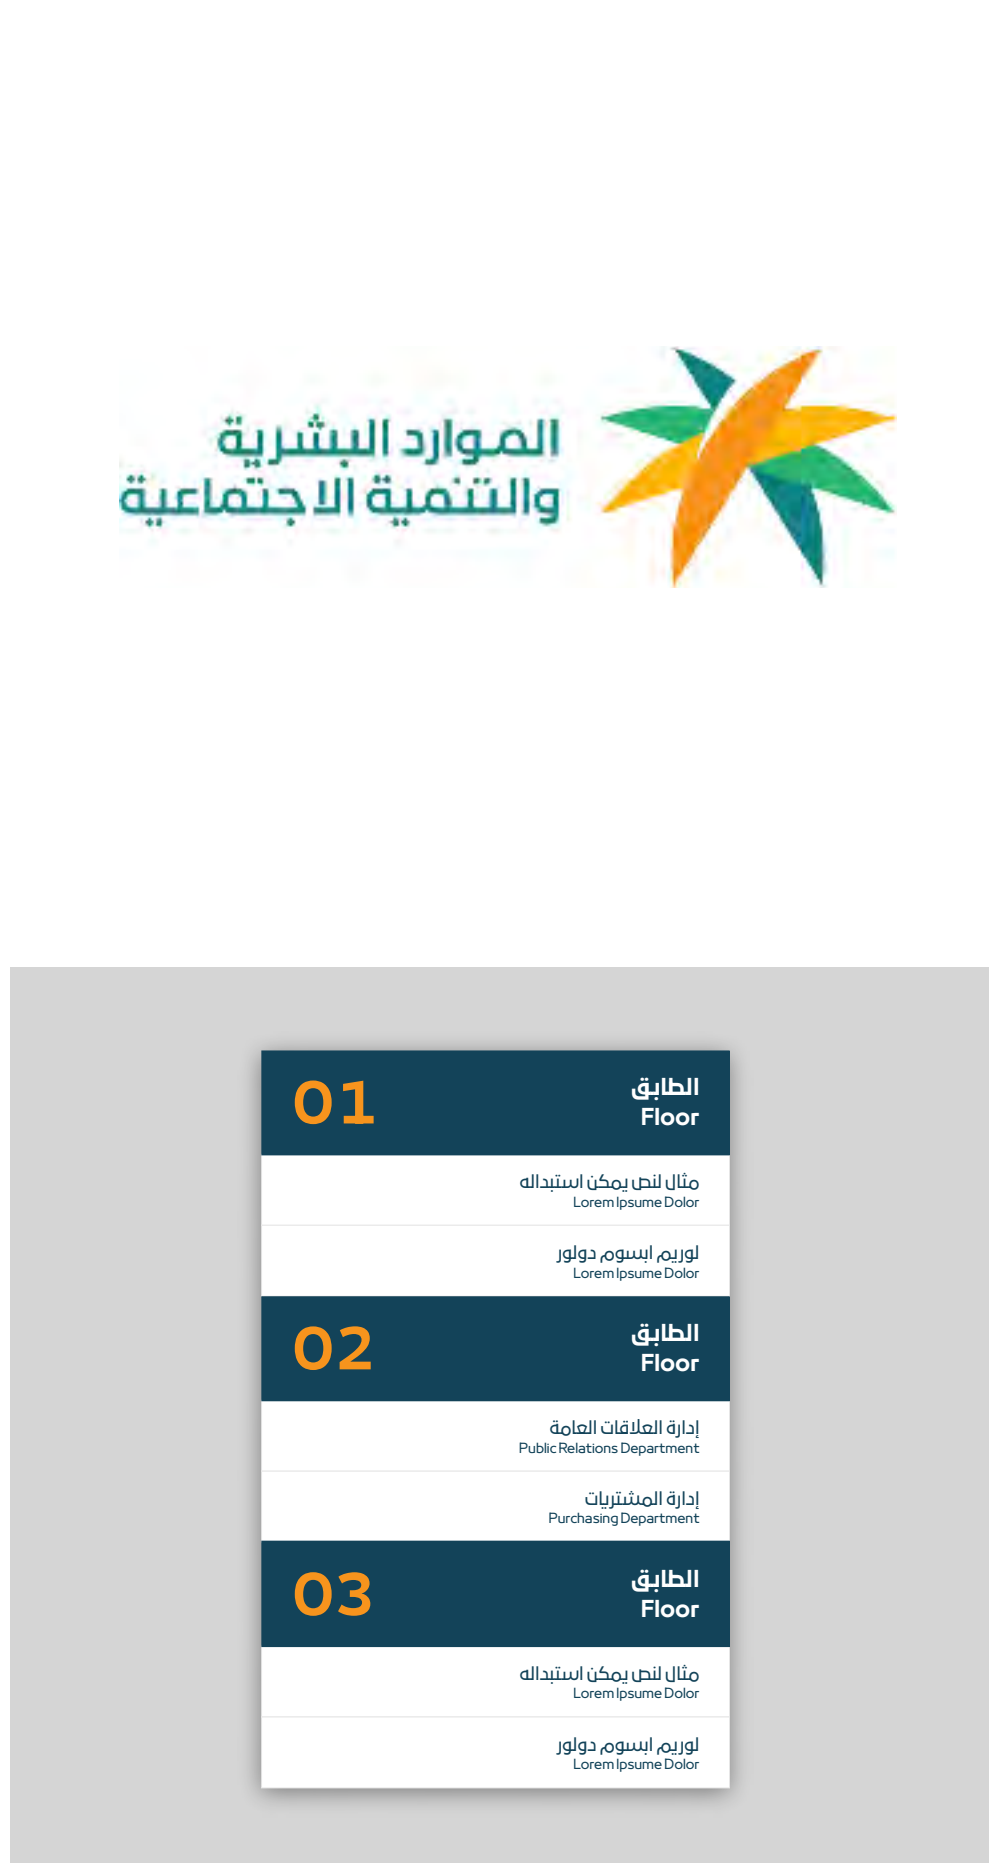 الموارد البشرية
والتنمية الاجتماعية
الطابق
Floor
01
مثال لنص يمكن استبداله
Lorem Ipsume Dolor
لوريم ابسوم دولور
Lorem Ipsume Dolor
الطابق
Floor
02
إدارة العلاقات العامة
Public Relations Department
إدارة المشتريات
Purchasing Department
الطابق
Floor
03
مثال لنص يمكن استبداله
Lorem Ipsume Dolor
لوريم ابسوم دولور
Lorem Ipsume Dolor